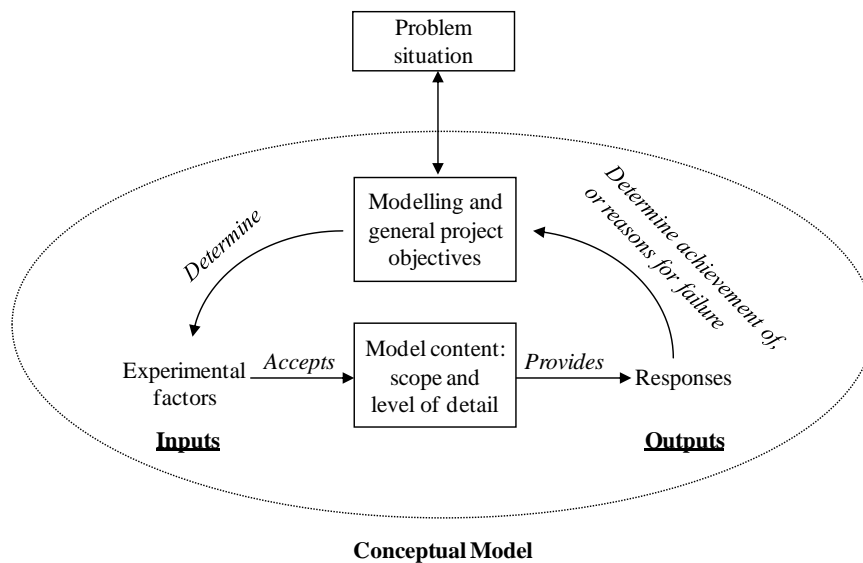 Problem
situation
Modelling and
general project
objectives
Determine
Determine achievement of,
or reasons for failure
Experimental
factors
Accepts
Model content:
scope and
level of detail
Provides
Responses
Inputs
Outputs
Conceptual Model